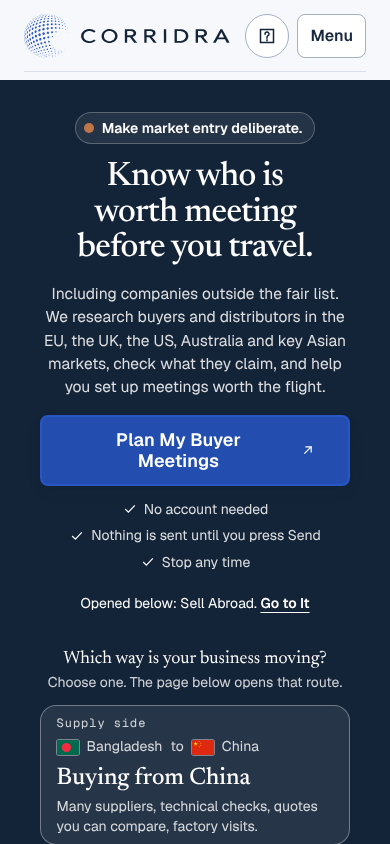 CORRIDRA
Menu
Make market entry deliberate.
Know who is
worth meeting
before you travel.
Including companies outside the fair list.
We research buyers and distributors in the
EU, the UK, the US, Australia and key Asian
markets, check what they claim, and help
you set up meetings worth the flight.
Plan My Buyer
Meetings
No account needed
Nothing is sent until you press Send
Stop any time
Opened below: Sell Abroad. Go to It
Which way is your business moving?
Choose one. The page below opens that route.
Supply side
Bangladesh to China
Buying from China
Many suppliers, technical checks, quotes
you can compare, factory visits.